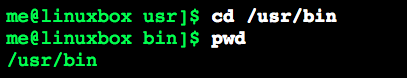 me@linuxbox usr]$ cd /usr/bin
me@linuxbox bin]$ pwd
/usr/bin